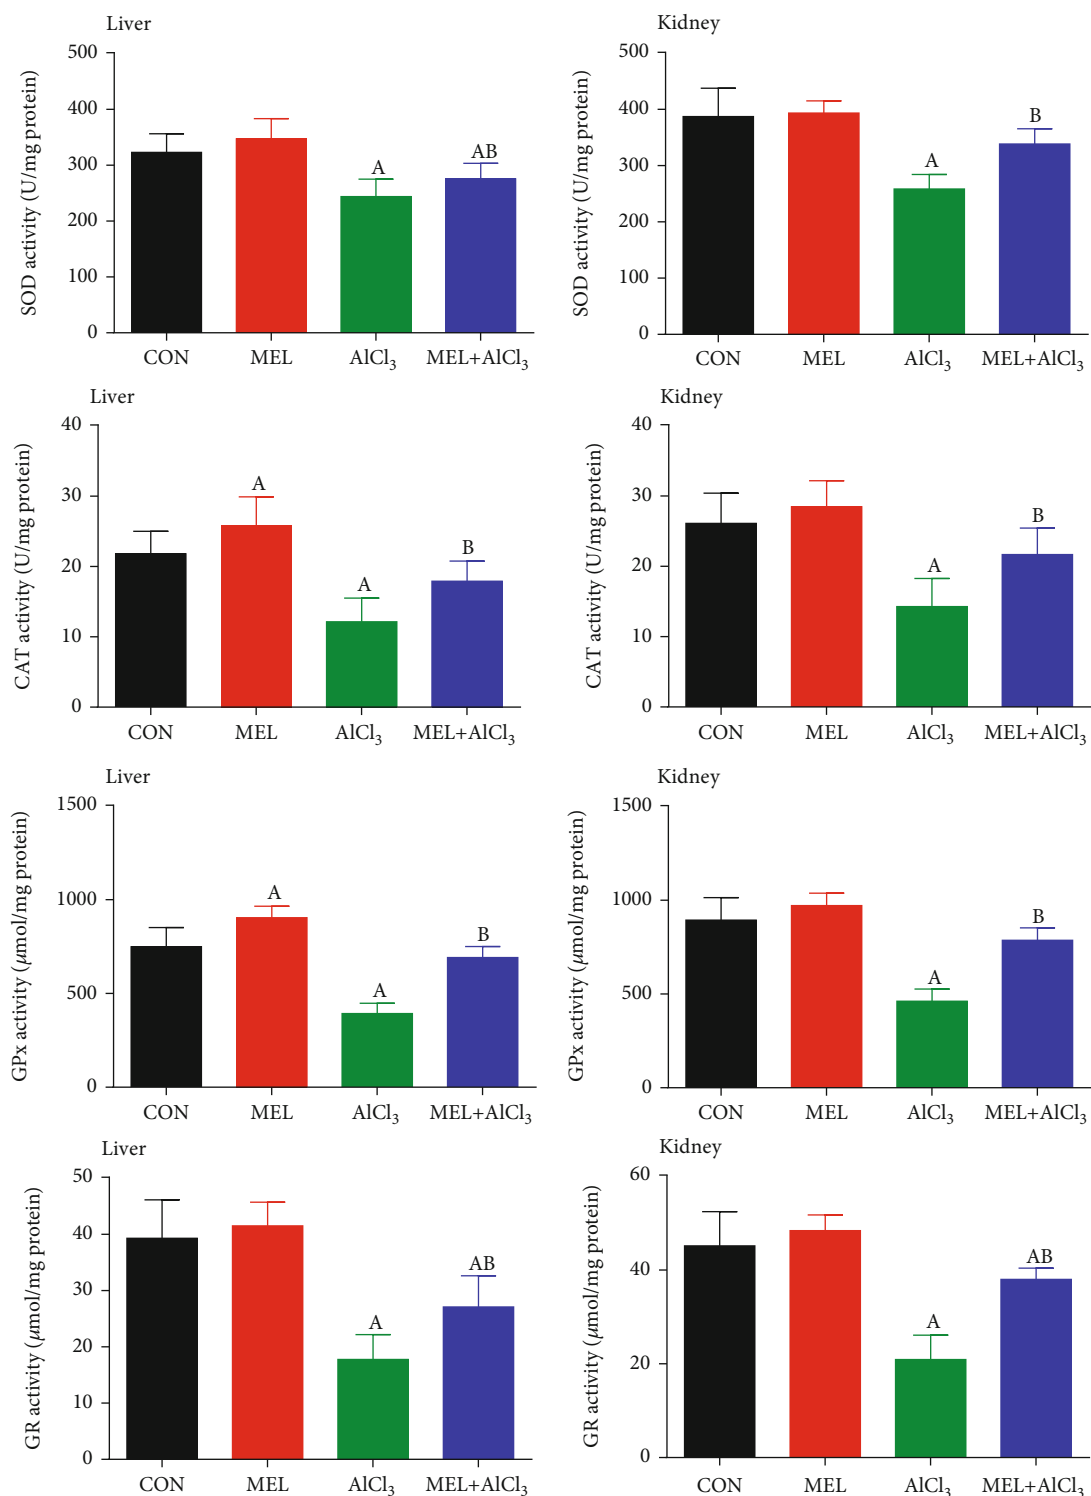 Liver
SOD activity (U/mg protein)
500
400
300
200
100
0
A
AB
CON MEL AlCl₃ MEL+AlCl₃
Kidney
SOD activity (U/mg protein)
500
400
300
200
100
0
A
B
CON MEL AlCl₃ MEL+AlCl₃
Liver
CAT activity (U/mg protein)
40
30
20
10
0
A
A
B
CON MEL AlCl₃ MEL+AlCl₃
Kidney
CAT activity (U/mg protein)
40
30
20
10
0
A
B
CON MEL AlCl₃ MEL+AlCl₃
Liver
GPx activity (μmol/mg protein)
1500
1000
500
0
A
A
B
CON MEL AlCl₃ MEL+AlCl₃
Kidney
GPx activity (μmol/mg protein)
1500
1000
500
0
A
B
CON MEL AlCl₃ MEL+AlCl₃
Liver
GR activity (μmol/mg protein)
50
40
30
20
10
0
A
AB
CON MEL AlCl₃ MEL+AlCl₃
Kidney
GR activity (μmol/mg protein)
60
40
20
0
A
AB
CON MEL AlCl₃ MEL+AlCl₃